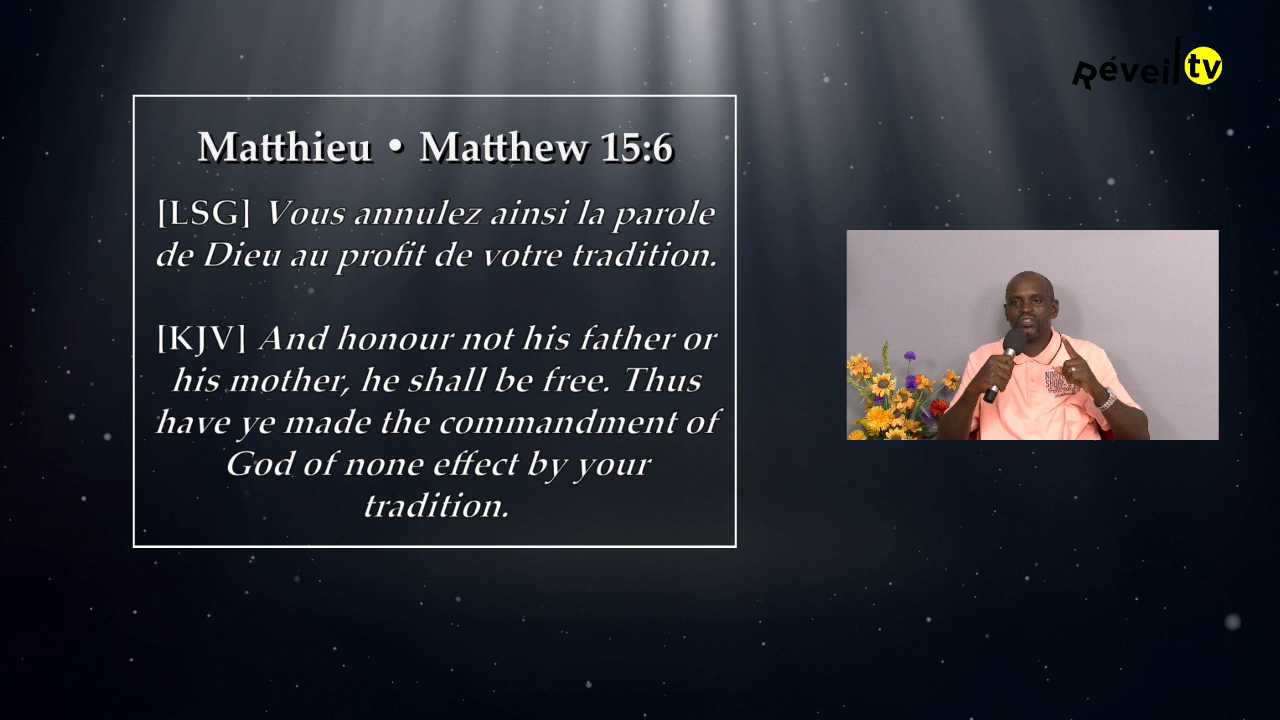 Réveil tv
Matthieu • Matthew 15:6
[LSG] Vous annulez ainsi la parole
de Dieu au profit de votre tradition.
[KJV] And honour not his father or
his mother, he shall be free. Thus
have ye made the commandment of
God of none effect by your
tradition.